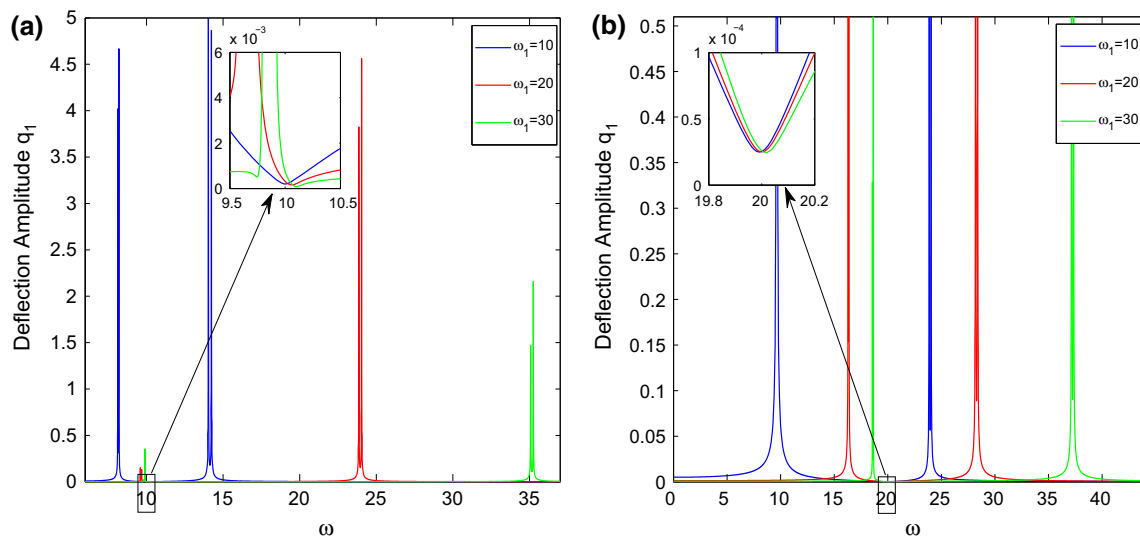 (a)
Deflection Amplitude q1
5
4.5
4
3.5
3
2.5
2
1.5
1
0.5
0
10 15 20 25 30 35
ω
ω1=10
ω1=20
ω1=30
x 10−3
6
4
2
0
9.5 10 10.5
(b)
Deflection Amplitude q1
0.5
0.45
0.4
0.35
0.3
0.25
0.2
0.15
0.1
0.05
0
0 5 10 15 20 25 30 35 40
ω
ω1=10
ω1=20
ω1=30
x 10−4
1
0.5
0
19.8 20 20.2